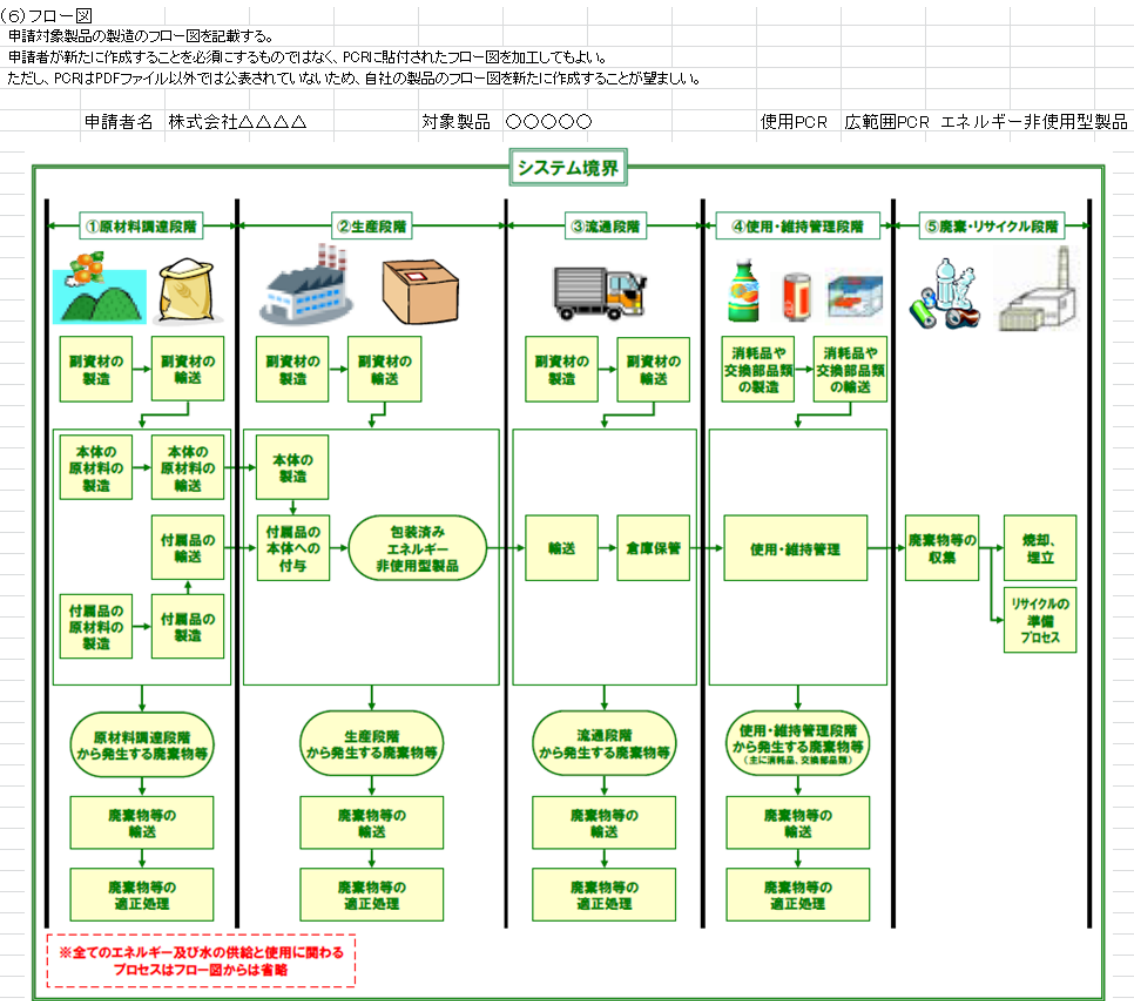 (6)フロー図
申請対象製品の製造のフロー図を記載する。
申請者が新たに作成することを必須にするものではなく、PCRに貼付されたフロー図を加工してもよい。
ただし、PCRはPDFファイル以外では公表されていないため、自社の製品のフロー図を新たに作成することが望ましい。
申請者名 株式会社△△△△ 対象製品 ○○○○○ 使用PCR 広範囲PCR エネルギー非使用型製品
システム境界
①原材料調達段階
②生産段階
③流通段階
④使用・維持管理段階
⑤廃棄・リサイクル段階
副資材の
製造
副資材の
輸送
副資材の
製造
副資材の
輸送
副資材の
製造
副資材の
輸送
消耗品や
交換部品類
の製造
消耗品や
交換部品類
の輸送
本体の
原材料の
製造
本体の
原材料の
輸送
本体の
製造
付属品の
輸送
付属品の
本体への
付与
包装済み
エネルギー
非使用型製品
輸送
倉庫保管
使用・維持管理
廃棄物等の
収集
焼却、
埋立
付属品の
原材料の
製造
付属品の
製造
リサイクルの
準備
プロセス
原材料調達段階
から発生する廃棄物等
生産段階
から発生する廃棄物等
流通段階
から発生する廃棄物等
使用・維持管理段階
から発生する廃棄物等
(主に消耗品、交換部品類)
廃棄物等の
輸送
廃棄物等の
輸送
廃棄物等の
輸送
廃棄物等の
輸送
廃棄物等の
適正処理
廃棄物等の
適正処理
廃棄物等の
適正処理
廃棄物等の
適正処理
※全てのエネルギー及び水の供給と使用に関わる
プロセスはフロー図からは省略